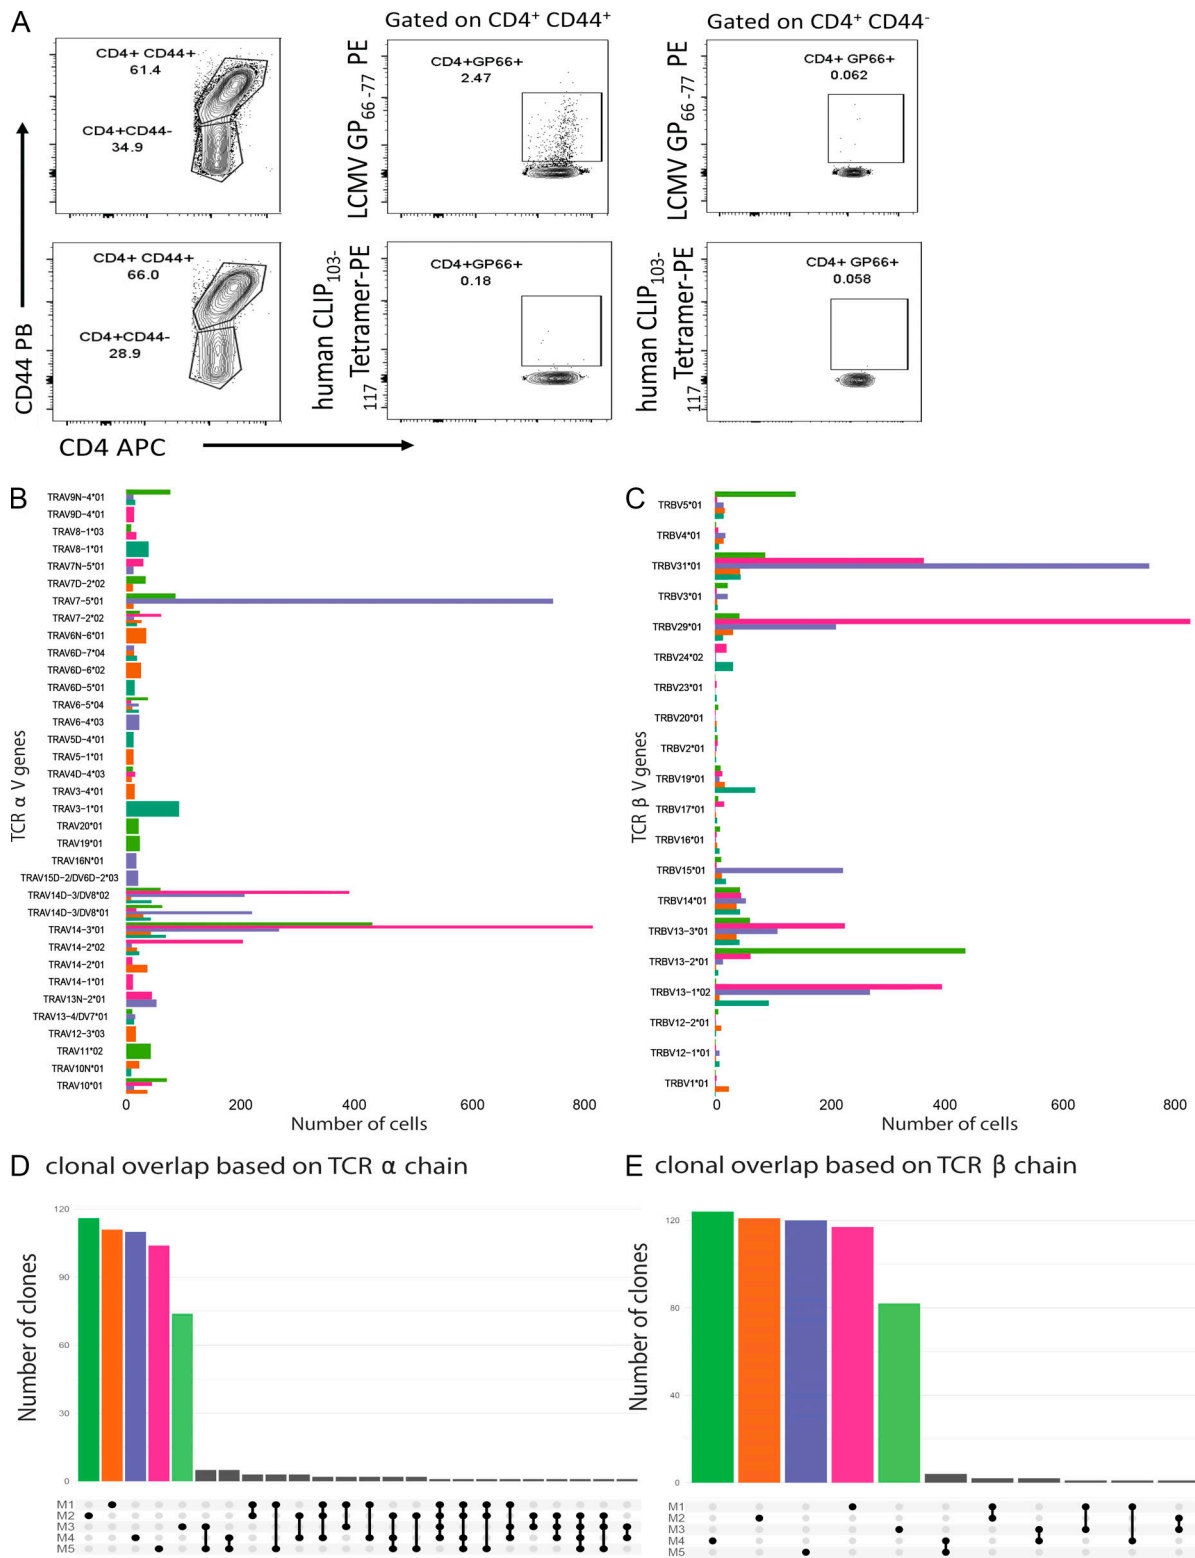 A
Gated on CD4+ CD44+
Gated on CD4+ CD44-
CD4+ CD44+
61.4
CD4+CD44-
34.9
LCMV GP66-77 PE
CD4+GP66+
2.47
LCMV GP66-77 PE
CD4+ GP66+
0.062
CD44 PB
CD4+ CD44+
66.0
CD4+CD44-
28.9
human CLIP103-
117 Tetramer-PE
CD4+GP66+
0.18
human CLIP103-
117 Tetramer-PE
CD4+ GP66+
0.058
CD4 APC
B
TCR α V genes
TRAV9N-4*01
TRAV9D-4*01
TRAV8-1*03
TRAV8-1*01
TRAV7N-5*01
TRAV7D-2*02
TRAV7-5*01
TRAV7-2*02
TRAV6N-6*01
TRAV6D-7*04
TRAV6D-6*02
TRAV6D-5*01
TRAV6-5*04
TRAV6-4*03
TRAV5D-4*01
TRAV5-1*01
TRAV4D-4*03
TRAV3-4*01
TRAV3-1*01
TRAV20*01
TRAV19*01
TRAV16N*01
TRAV15D-2/DV6D-2*03
TRAV14D-3/DV8*02
TRAV14D-3/DV8*01
TRAV14-3*01
TRAV14-2*02
TRAV14-2*01
TRAV14-1*01
TRAV13N-2*01
TRAV13-4/DV7*01
TRAV12-3*03
TRAV11*02
TRAV10N*01
TRAV10*01
0 200 400 600 800
Number of cells
C
TCR β V genes
TRBV5*01
TRBV4*01
TRBV31*01
TRBV3*01
TRBV29*01
TRBV24*02
TRBV23*01
TRBV20*01
TRBV2*01
TRBV19*01
TRBV17*01
TRBV16*01
TRBV15*01
TRBV14*01
TRBV13-3*01
TRBV13-2*01
TRBV13-1*02
TRBV12-2*01
TRBV12-1*01
TRBV1*01
0 200 400 600 800
Number of cells
D clonal overlap based on TCR α chain
Number of clones
120
90
60
30
0
M1
M2
M3
M4
M5
E clonal overlap based on TCR β chain
Number of clones
120
80
40
0
M1
M2
M3
M4
M5